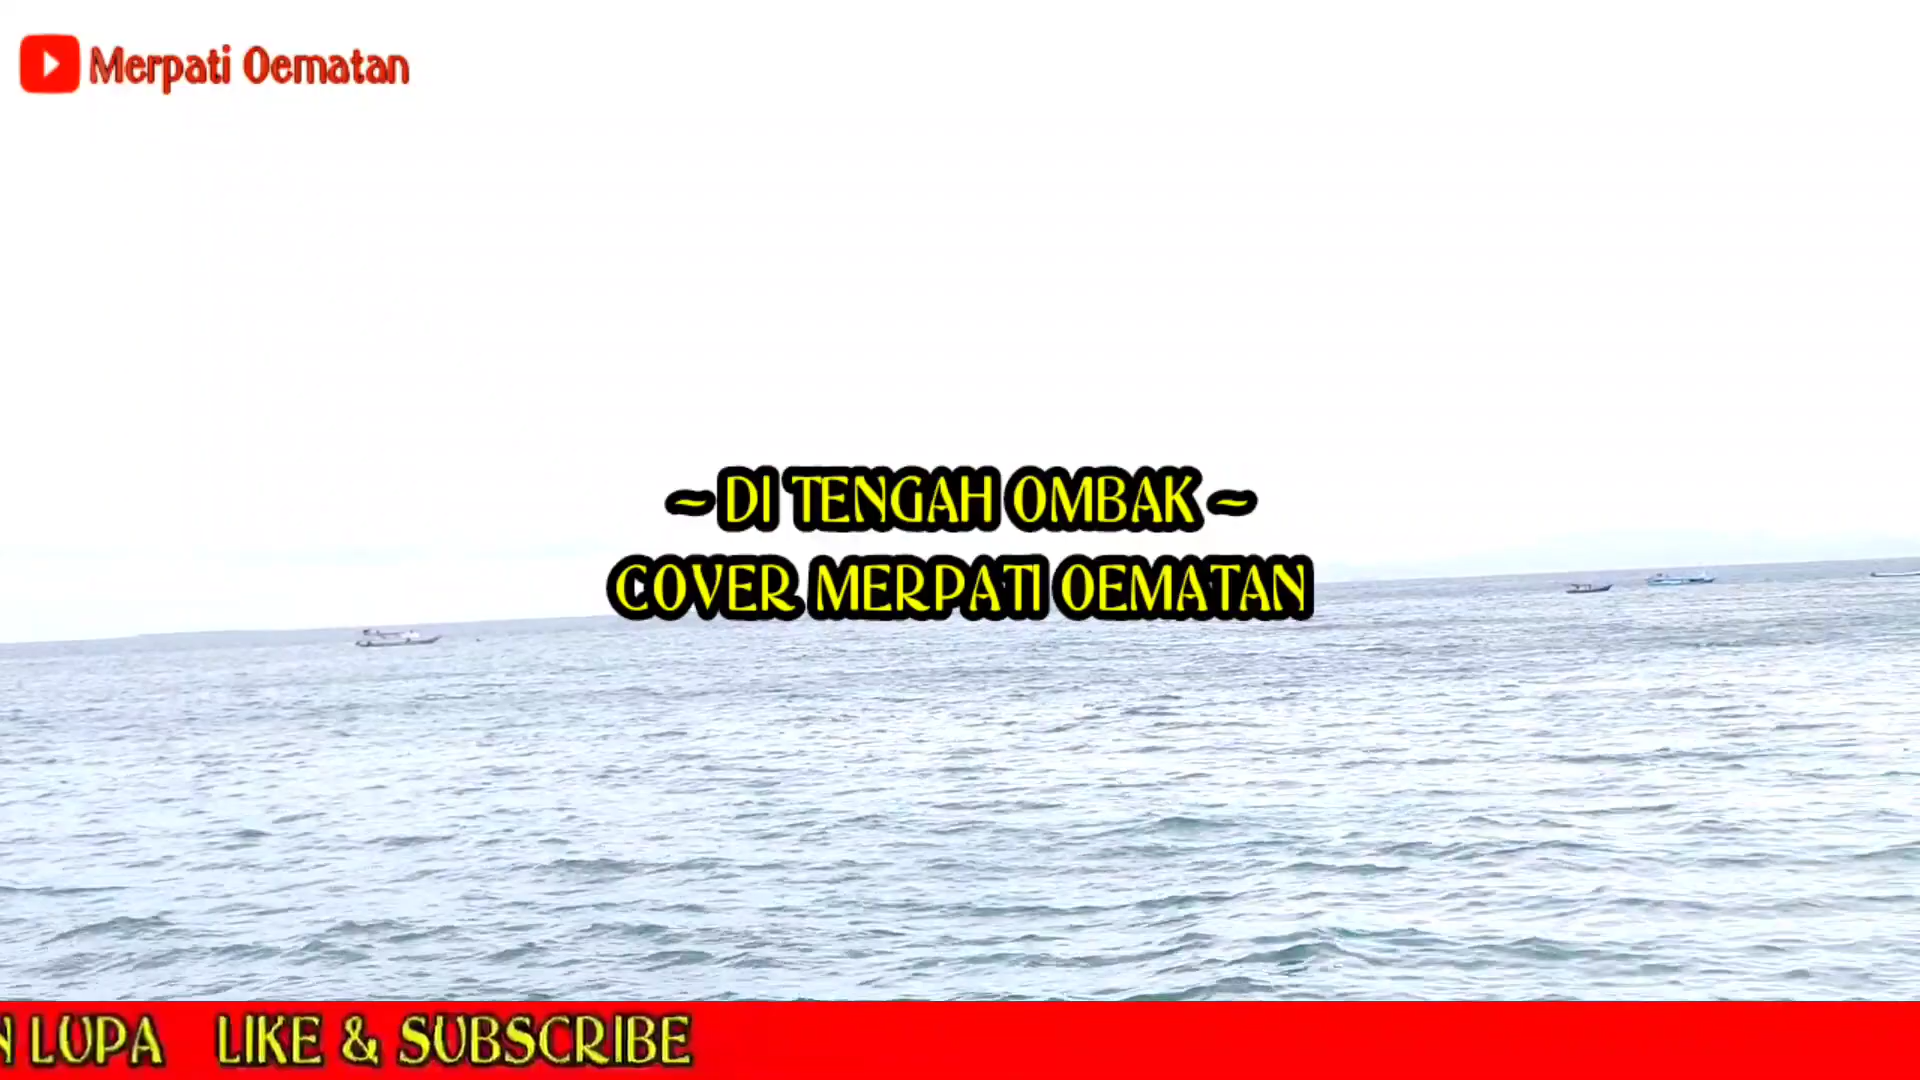 Merpati Oematan
~ DI TENGAH OMBAK ~
COVER MERPATI OEMATAN
LUPA LIKE & SUBSCRIBE